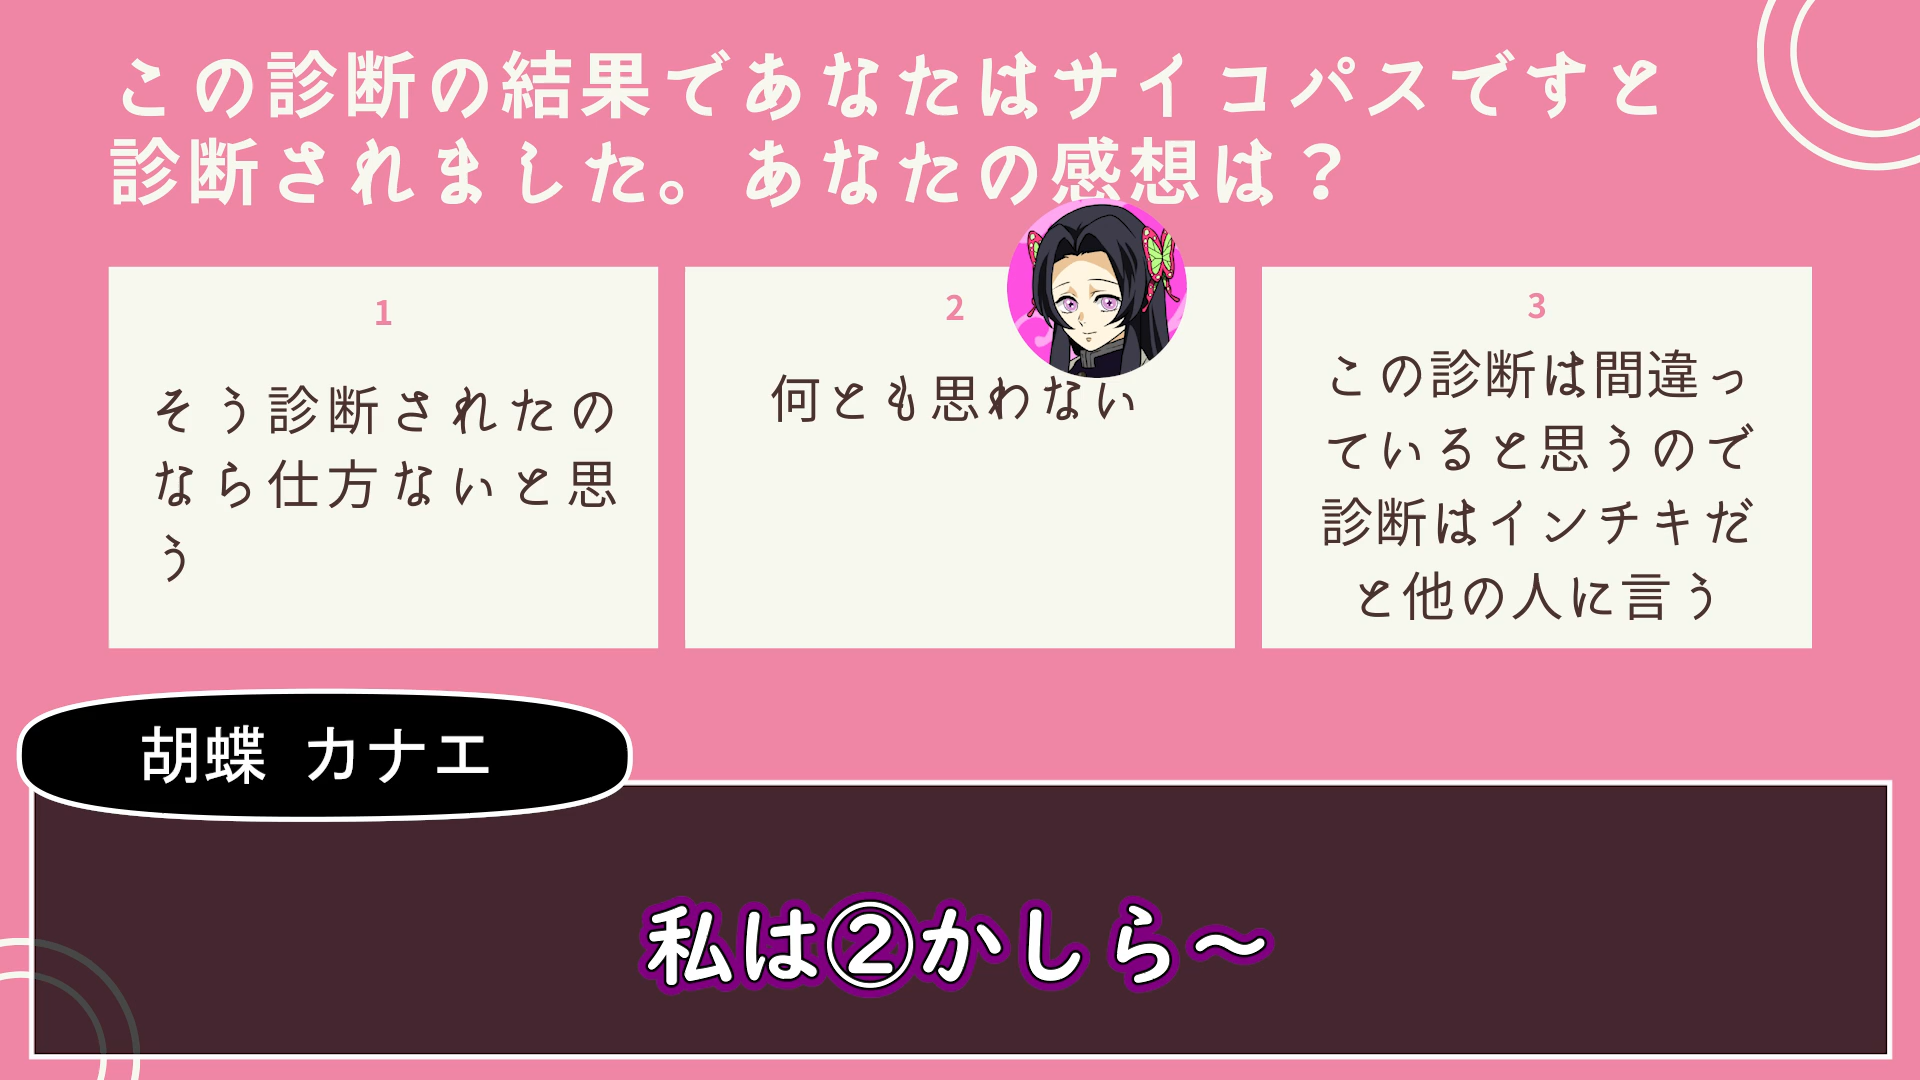 この診断の結果であなたはサイコパスですと
診断されました。あなたの感想は？
1
そう診断されたの
なら仕方ないと思
う
2
何とも思わない
3
この診断は間違っ
ていると思うので
診断はインチキだ
と他の人に言う
胡蝶 カナエ
私は②かしら～